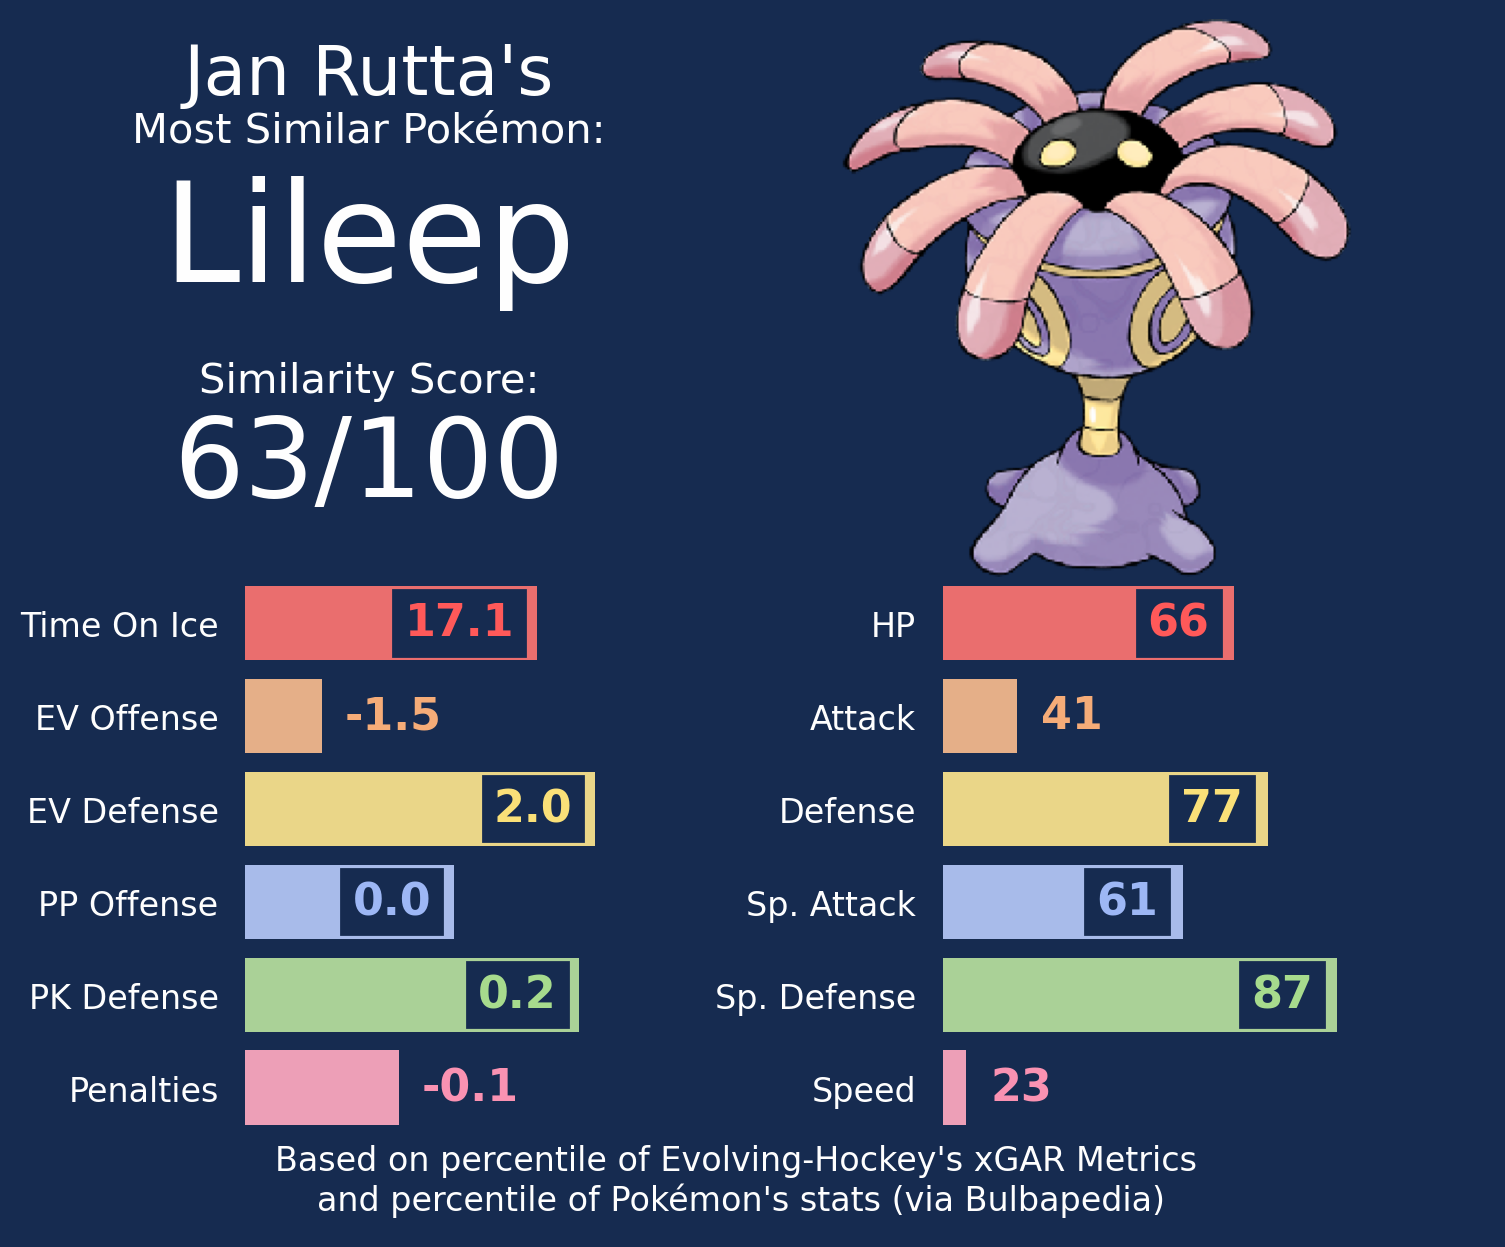 Jan Rutta's
Most Similar Pokémon:
Lileep
Similarity Score:
63/100
Time On Ice 17.1
EV Offense -1.5
EV Defense 2.0
PP Offense 0.0
PK Defense 0.2
Penalties -0.1
HP 66
Attack 41
Defense 77
Sp. Attack 61
Sp. Defense 87
Speed 23
Based on percentile of Evolving-Hockey's xGAR Metrics
and percentile of Pokémon's stats (via Bulbapedia)